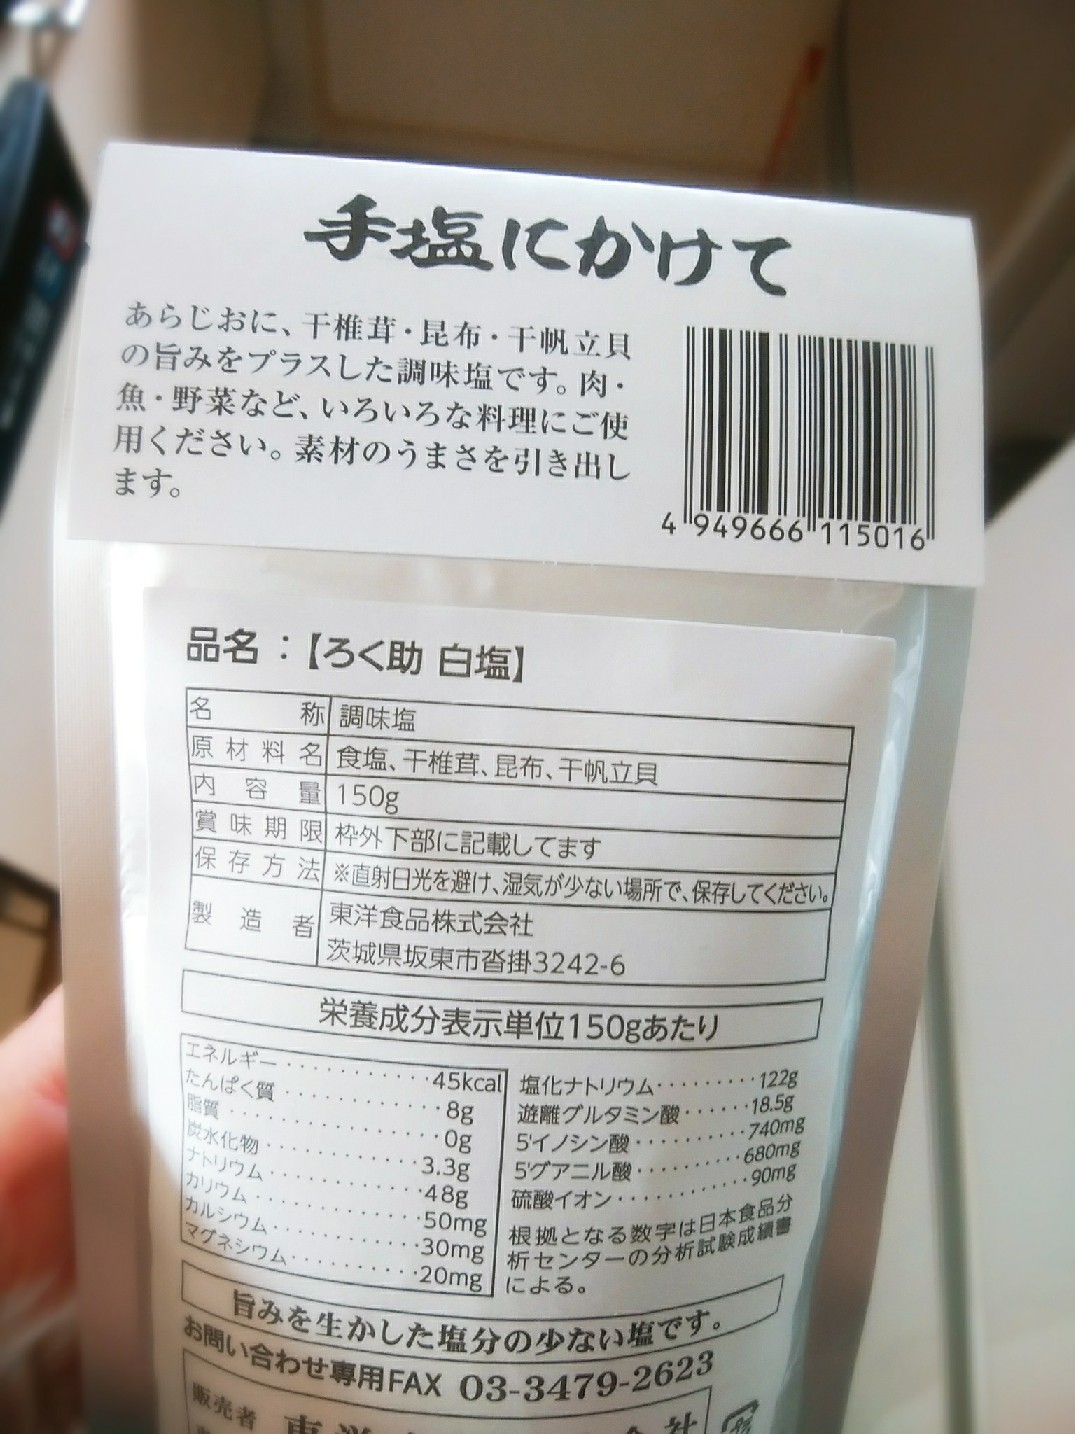 手塩にかけて
あらじおに、干椎茸・昆布・干帆立貝
の旨みをプラスした調味塩です。肉・
魚・野菜など、いろいろな料理にご使
用ください。素材のうまさを引き出し
ます。
4 949666 115016
品名：【ろく助 白塩】
名称 調味塩
原材料名 食塩、干椎茸、昆布、干帆立貝
内容量 150g
賞味期限 枠外下部に記載してます
保存方法 ※直射日光を避け、湿気が少ない場所で、保存してください。
製造者 東洋食品株式会社
茨城県坂東市沓掛3242-6
栄養成分表示単位150gあたり
エネルギー・・・・・・・・・・45kcal
たんぱく質・・・・・・・・・・8g
脂質・・・・・・・・・・0g
炭水化物・・・・・・・・・・3.3g
ナトリウム・・・・・・・・・・48g
カリウム・・・・・・・・・・50mg
カルシウム・・・・・・・・・・30mg
マグネシウム・・・・・・・・・・20mg
塩化ナトリウム・・・・・・・・・122g
遊離グルタミン酸・・・・・・18.5g
5'イノシン酸・・・・・・・・・・740mg
5'グアニル酸・・・・・・・・・・680mg
硫酸イオン・・・・・・・・・・・・90mg
根拠となる数字は日本食品分
析センターの分析試験成績書
による。
旨みを生かした塩分の少ない塩です。
お問い合わせ専用FAX 03-3479-2623
販売者 東洋